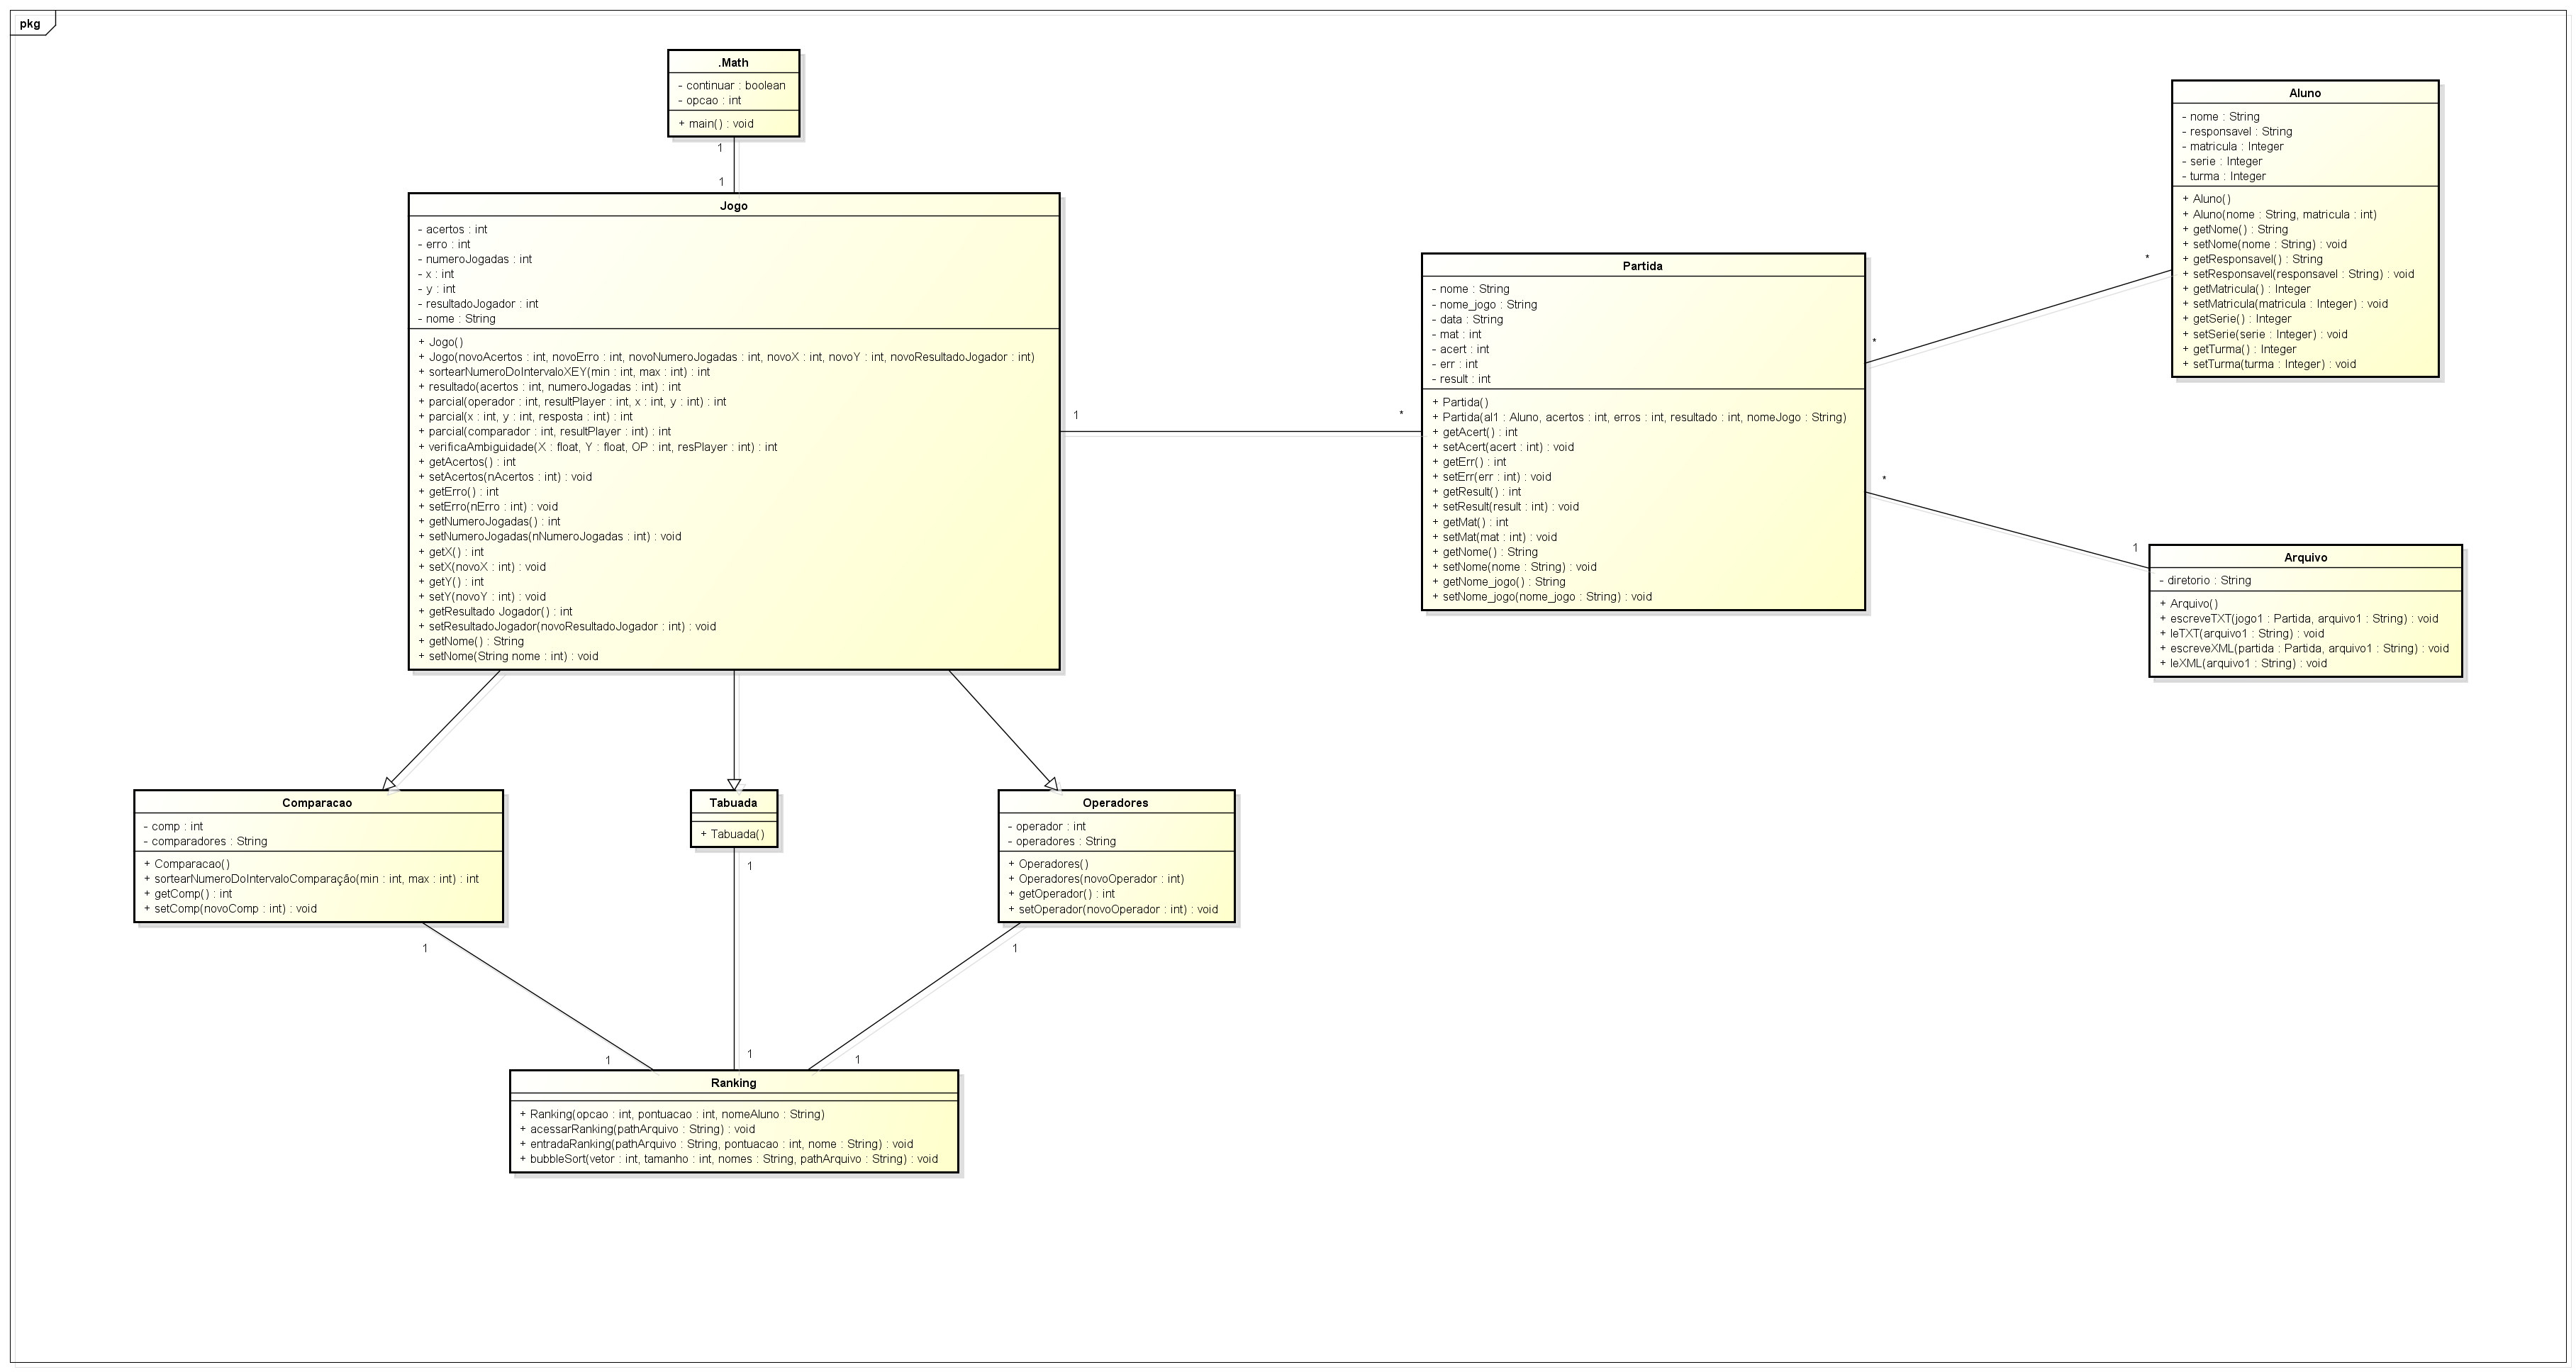 pkg
.Math
- continuar : boolean
- opcao : int
+ main() : void
1
1
Jogo
- acertos : int
- erro : int
- numeroJogadas : int
- x : int
- y : int
- resultadoJogador : int
- nome : String
+ Jogo()
+ Jogo(novoAcertos : int, novoErro : int, novoNumeroJogadas : int, novoX : int, novoY : int, novoResultadoJogador : int)
+ sortearNumeroDoIntervaloXEY(min : int, max : int) : int
+ resultado(acertos : int, numeroJogadas : int) : int
+ parcial(operador : int, resultPlayer : int, x : int, y : int) : int
+ parcial(x : int, y : int, resposta : int) : int
+ parcial(comparador : int, resultPlayer : int) : int
+ verificaAmbiguidade(X : float, Y : float, OP : int, resPlayer : int) : int
+ getAcertos() : int
+ setAcertos(nAcertos : int) : void
+ getErro() : int
+ setErro(nErro : int) : void
+ getNumeroJogadas() : int
+ setNumeroJogadas(nNumeroJogadas : int) : void
+ getX() : int
+ setX(novoX : int) : void
+ getY() : int
+ setY(novoY : int) : void
+ getResultado Jogador() : int
+ setResultadoJogador(novoResultadoJogador : int) : void
+ getNome() : String
+ setNome(String nome : int) : void
1
*
Partida
- nome : String
- nome_jogo : String
- data : String
- mat : int
- acert : int
- err : int
- result : int
+ Partida()
+ Partida(al1 : Aluno, acertos : int, erros : int, resultado : int, nomeJogo : String)
+ getAcert() : int
+ setAcert(acert : int) : void
+ getErr() : int
+ setErr(err : int) : void
+ getResult() : int
+ setResult(result : int) : void
+ getMat() : int
+ setMat(mat : int) : void
+ getNome() : String
+ setNome(nome : String) : void
+ getNome_jogo() : String
+ setNome_jogo(nome_jogo : String) : void
*
*
Aluno
- nome : String
- responsavel : String
- matricula : Integer
- serie : Integer
- turma : Integer
+ Aluno()
+ Aluno(nome : String, matricula : int)
+ getNome() : String
+ setNome(nome : String) : void
+ getResponsavel() : String
+ setResponsavel(responsavel : String) : void
+ getMatricula() : Integer
+ setMatricula(matricula : Integer) : void
+ getSerie() : Integer
+ setSerie(serie : Integer) : void
+ getTurma() : Integer
+ setTurma(turma : Integer) : void
*
1
Arquivo
- diretorio : String
+ Arquivo()
+ escreveTXT(jogo1 : Partida, arquivo1 : String) : void
+ leTXT(arquivo1 : String) : void
+ escreveXML(partida : Partida, arquivo1 : String) : void
+ leXML(arquivo1 : String) : void
Comparacao
- comp : int
- comparadores : String
+ Comparacao()
+ sortearNumeroDoIntervaloComparação(min : int, max : int) : int
+ getComp() : int
+ setComp(novoComp : int) : void
Tabuada
+ Tabuada()
Operadores
- operador : int
- operadores : String
+ Operadores()
+ Operadores(novoOperador : int)
+ getOperador() : int
+ setOperador(novoOperador : int) : void
1
1
1
1
1
1
Ranking
+ Ranking(opcao : int, pontuacao : int, nomeAluno : String)
+ acessarRanking(pathArquivo : String) : void
+ entradaRanking(pathArquivo : String, pontuacao : int, nome : String) : void
+ bubbleSort(vetor : int, tamanho : int, nomes : String, pathArquivo : String) : void